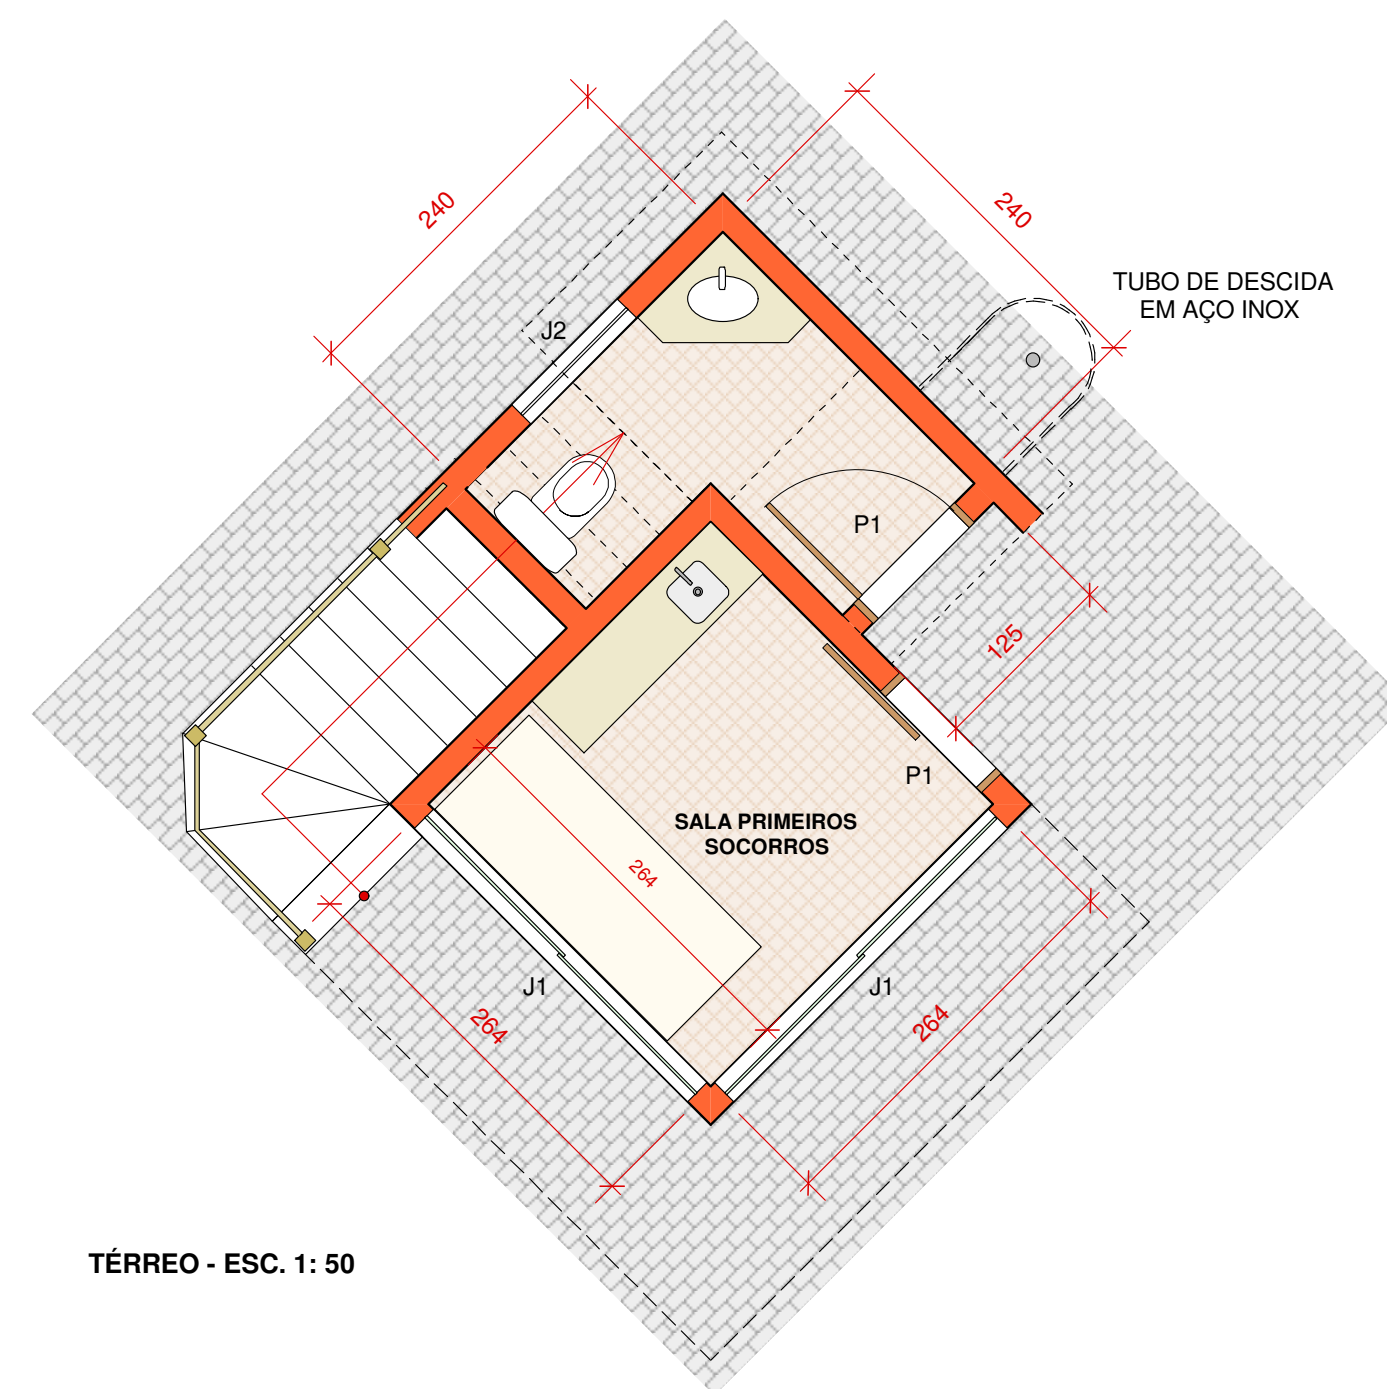 240
240
TUBO DE DESCIDA
EM AÇO INOX
J2
P1
125
P1
SALA PRIMEIROS
SOCORROS
264
J1
J1
264
264
TÉRREO - ESC. 1: 50